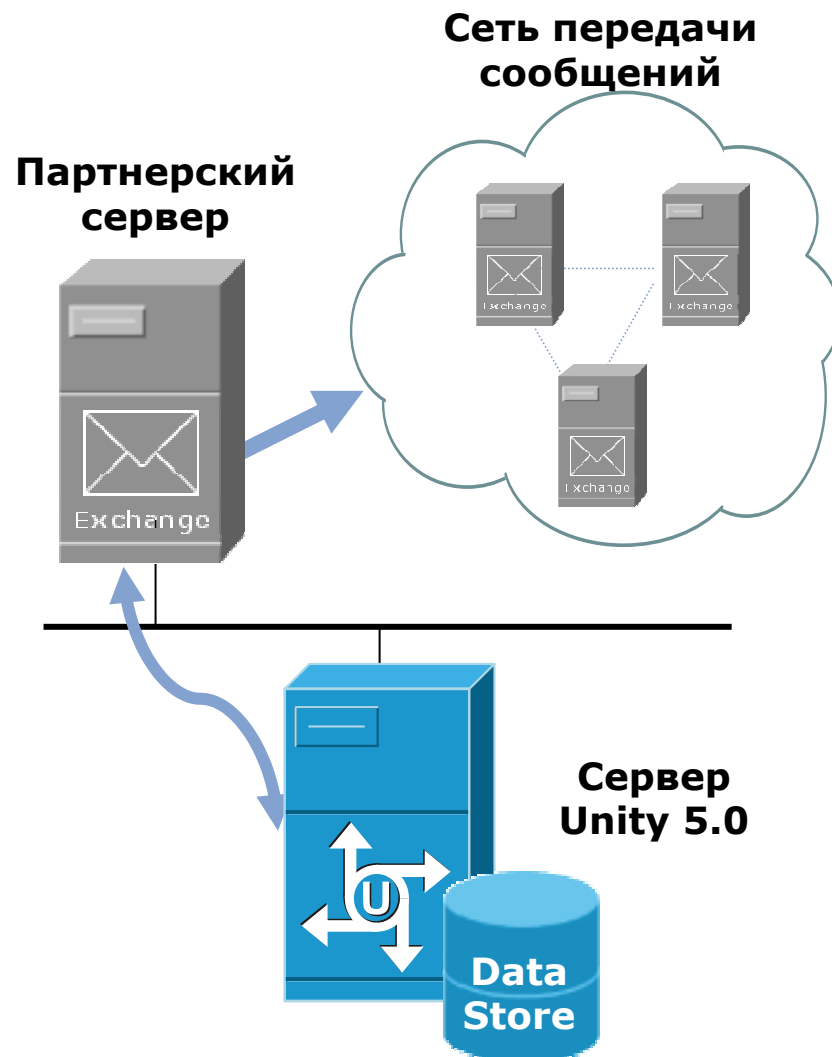 Сеть передачи
сообщений
Партнерский
сервер
Exchange
Exchange
Exchange
Exchange
Сервер
Unity 5.0
U
Data
Store